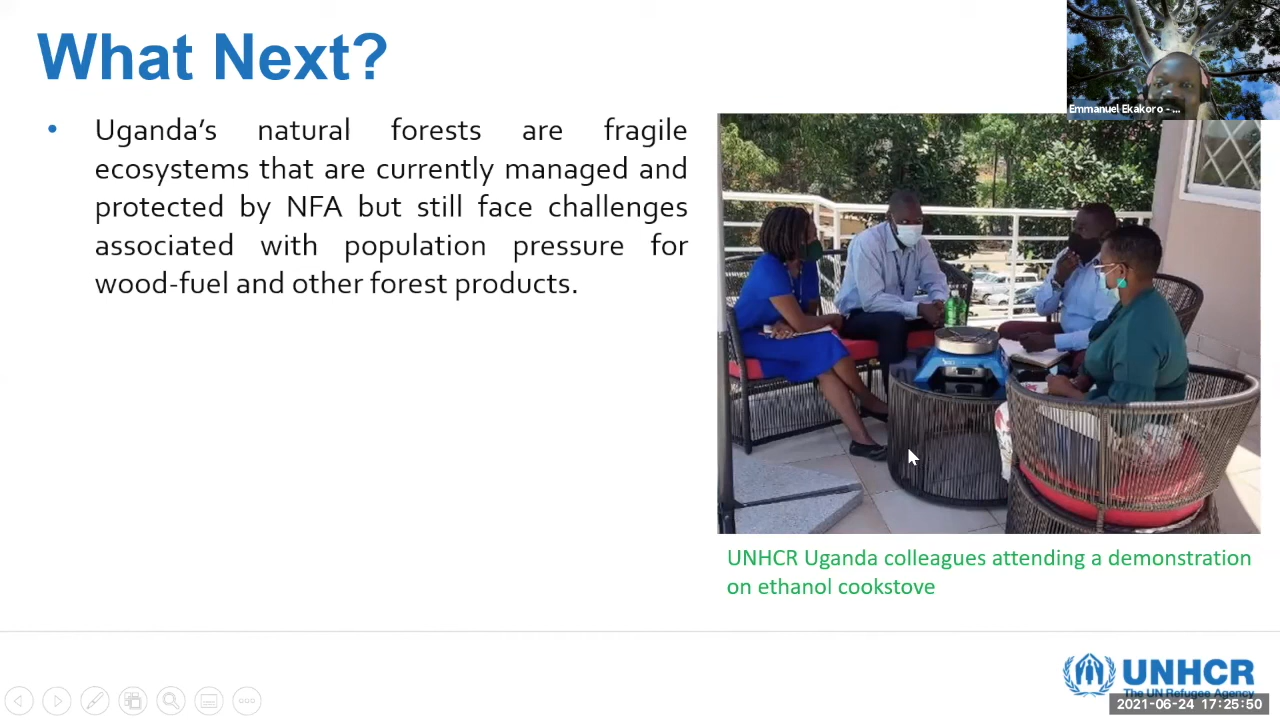 What Next?
Emmanuel Ekakoro - ...
• Uganda’s natural forests are fragile
ecosystems that are currently managed and
protected by NFA but still face challenges
associated with population pressure for
wood-fuel and other forest products.
UNHCR Uganda colleagues attending a demonstration
on ethanol cookstove
UNHCR
The UN Refugee Agency
2021-06-24 17:25:50